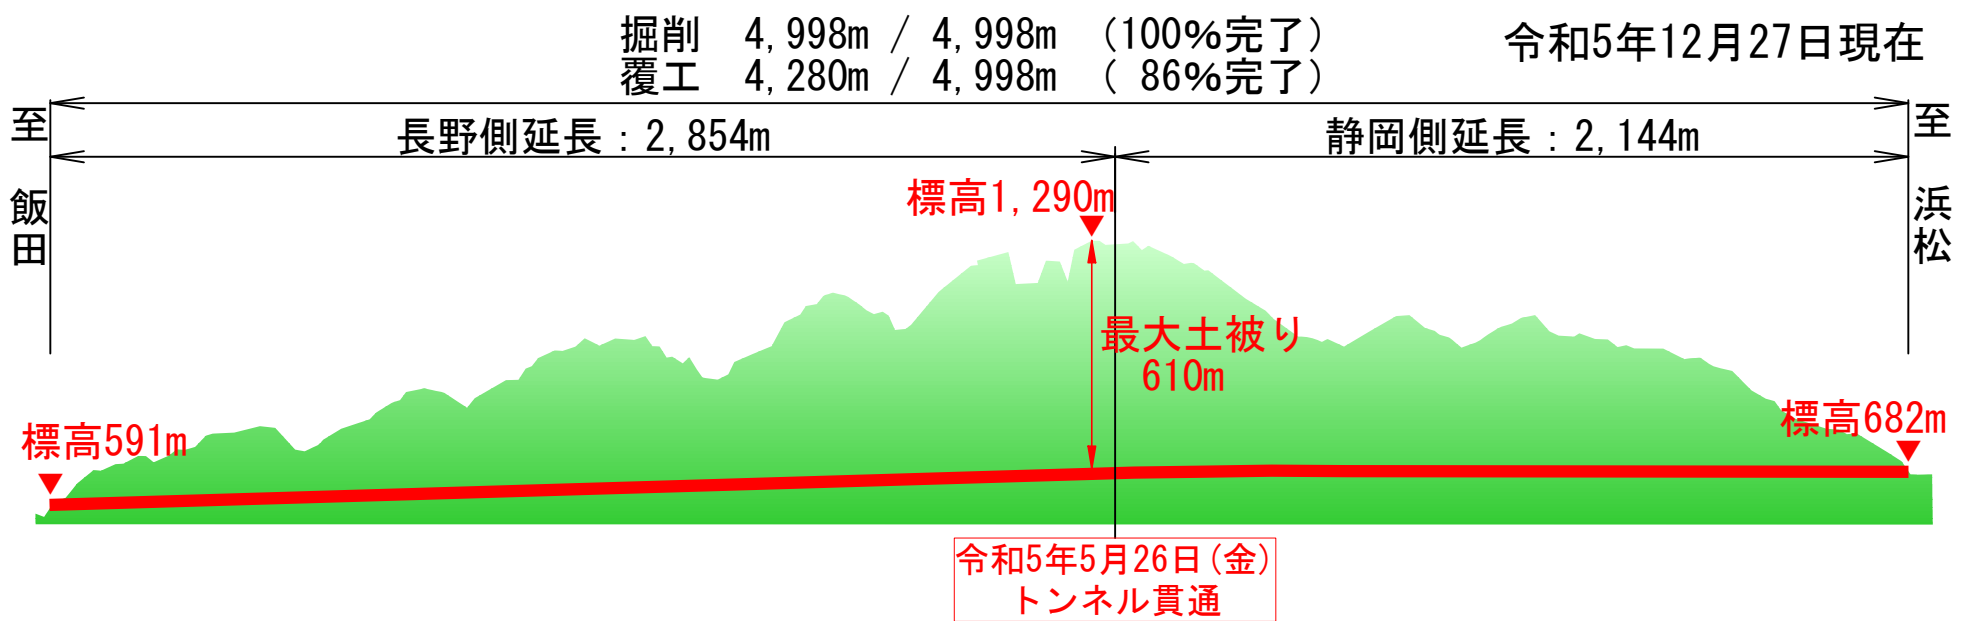 掘削 4,998m / 4,998m (100%完了)
覆工 4,280m / 4,998m ( 86%完了)
令和5年12月27日現在
至飯田
長野側延長：2,854m
静岡側延長：2,144m
至浜松
標高1,290m
最大土被り
610m
標高591m
標高682m
令和5年5月26日(金)
トンネル貫通